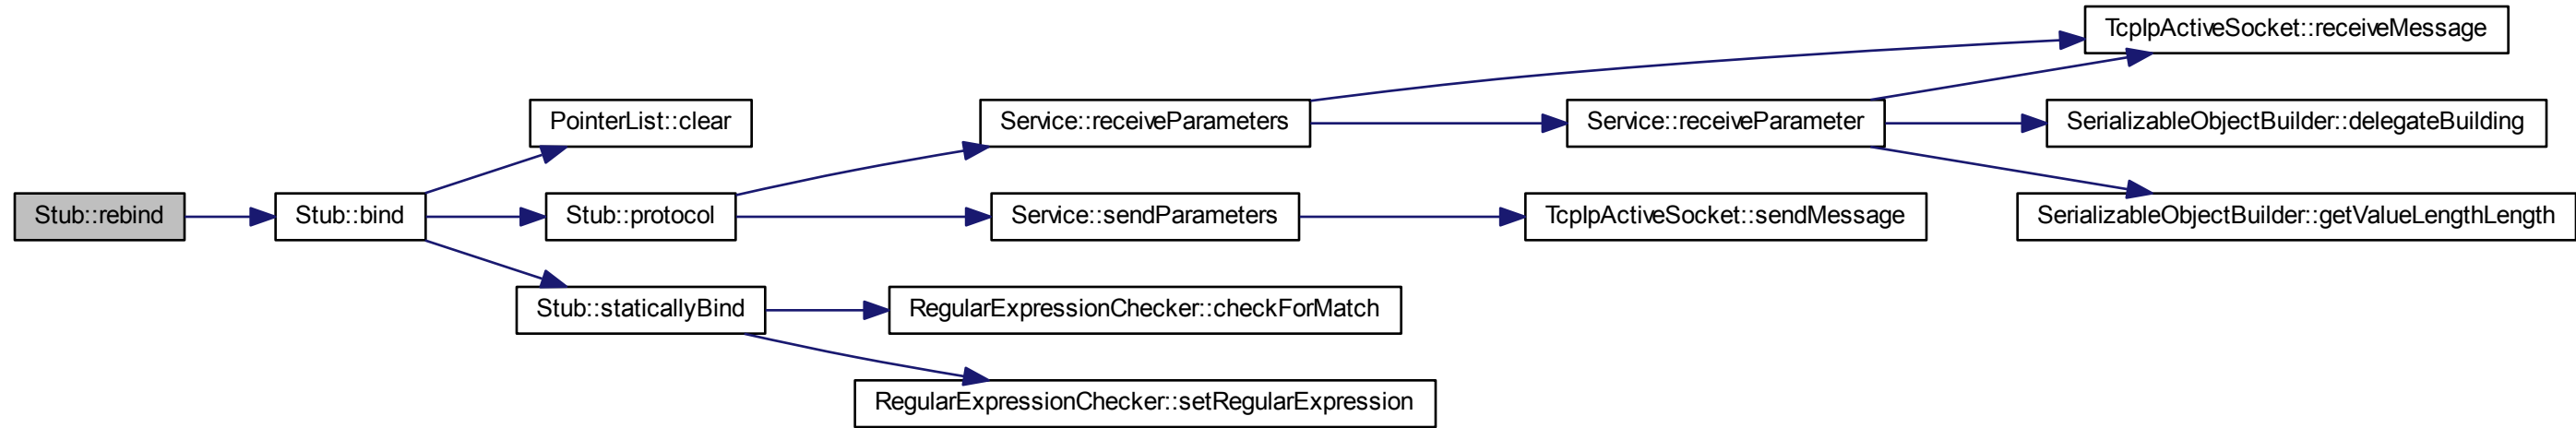 TcpIpActiveSocket::receiveMessage
PointerList::clear
Service::receiveParameters
Service::receiveParameter
SerializableObjectBuilder::delegateBuilding
Stub::rebind
Stub::bind
Stub::protocol
Service::sendParameters
TcpIpActiveSocket::sendMessage
SerializableObjectBuilder::getValueLengthLength
Stub::staticallyBind
RegularExpressionChecker::checkForMatch
RegularExpressionChecker::setRegularExpression